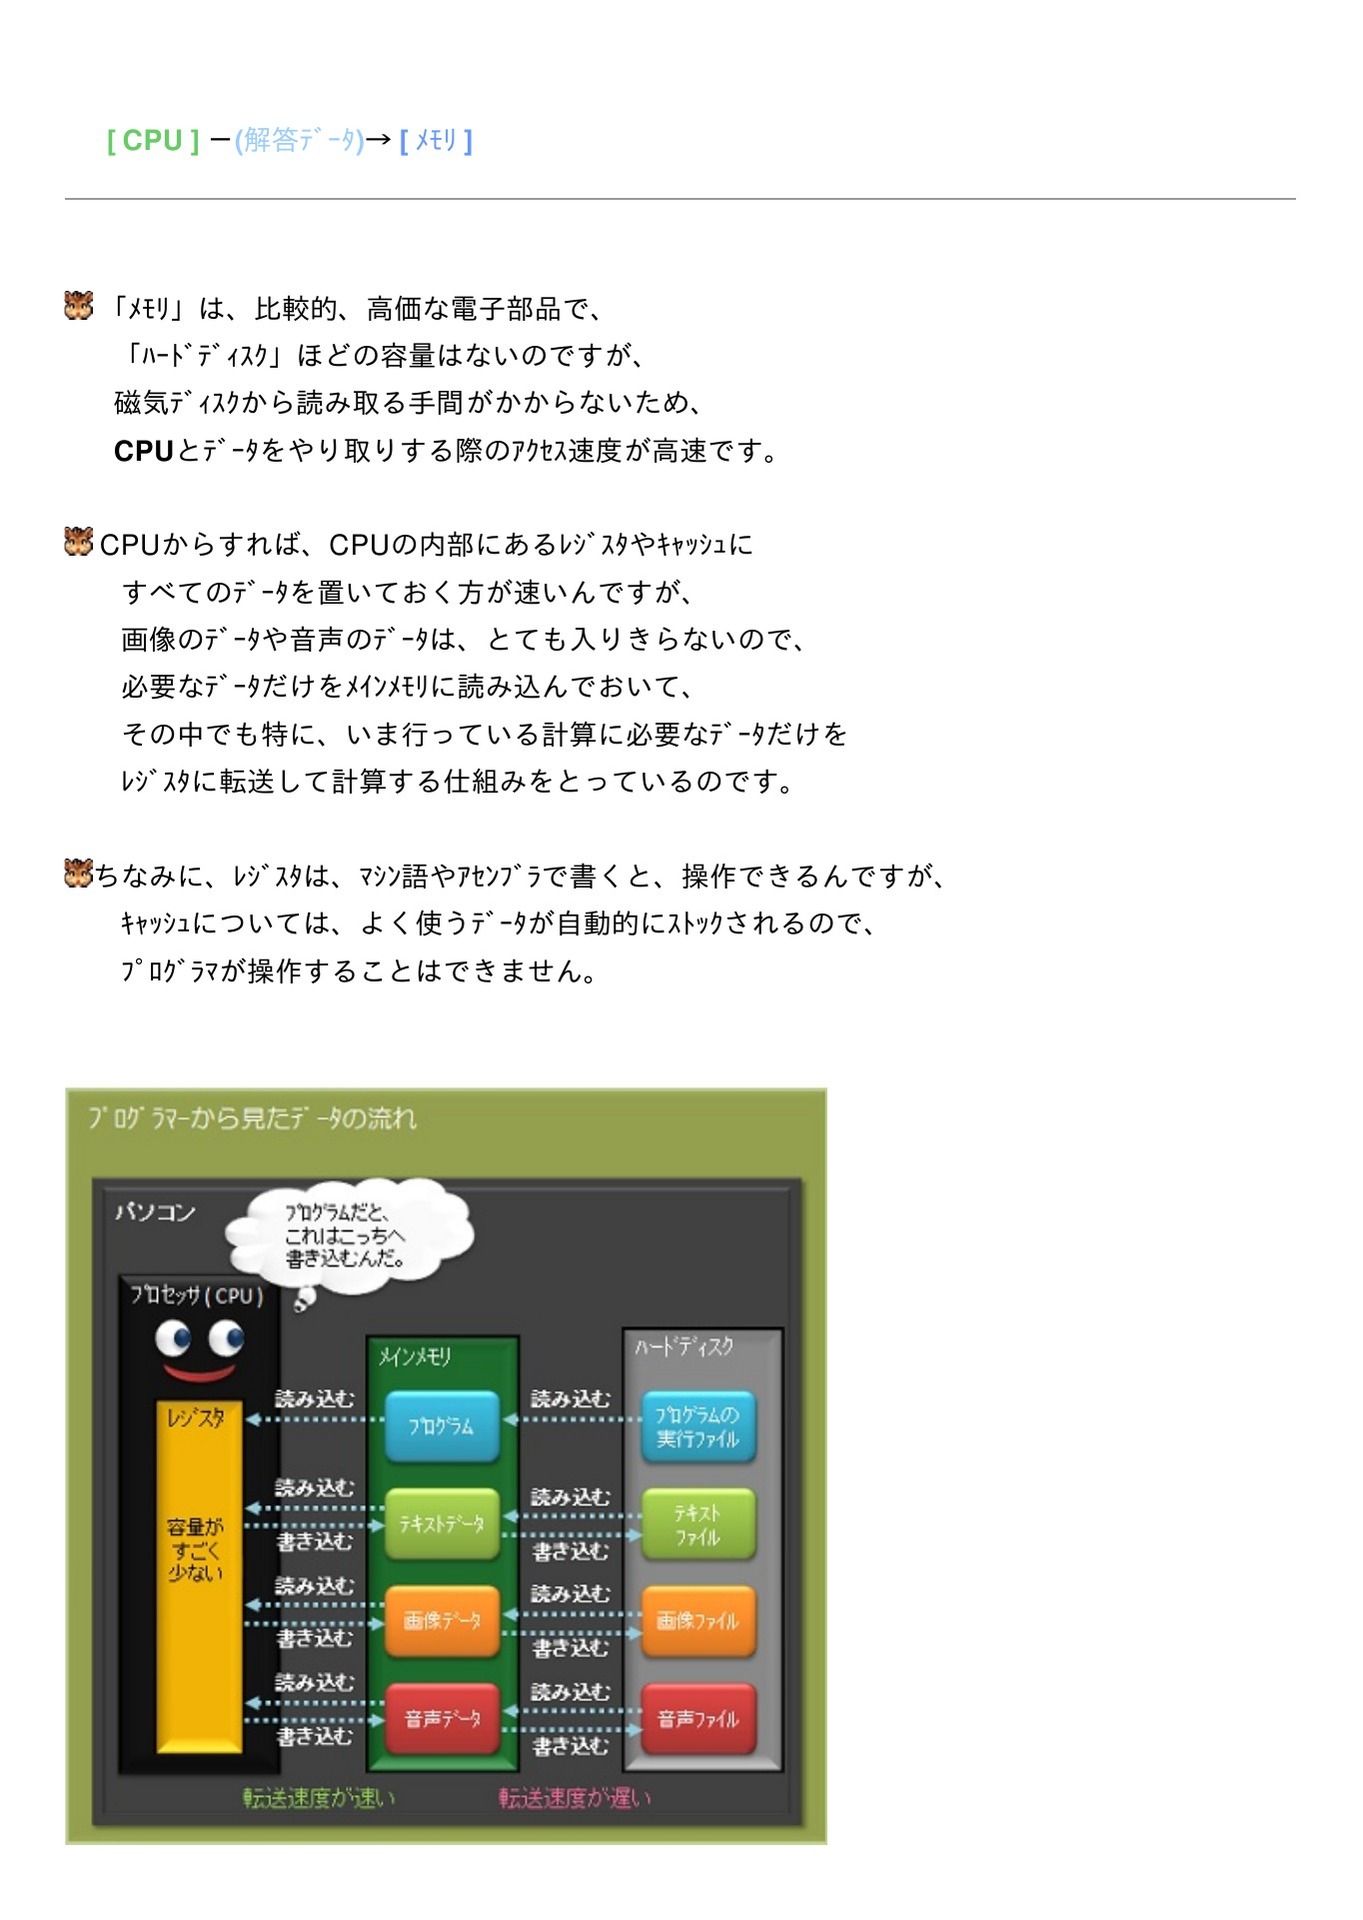 [ CPU ] ー(解答ﾃﾞｰﾀ)→ [ ﾒﾓﾘ ]
「ﾒﾓﾘ」は、比較的、高価な電子部品で、
「ﾊｰﾄﾞﾃﾞｨｽｸ」ほどの容量はないのですが、
磁気ﾃﾞｨｽｸから読み取る手間がかからないため、
CPUとﾃﾞｰﾀをやり取りする際のｱｸｾｽ速度が高速です。
CPUからすれば、CPUの内部にあるﾚｼﾞｽﾀやｷｬｯｼｭに
すべてのﾃﾞｰﾀを置いておく方が速いんですが、
画像のﾃﾞｰﾀや音声のﾃﾞｰﾀは、とても入りきらないので、
必要なﾃﾞｰﾀだけをﾒｲﾝﾒﾓﾘに読み込んでおいて、
その中でも特に、いま行っている計算に必要なﾃﾞｰﾀだけを
ﾚｼﾞｽﾀに転送して計算する仕組みをとっているのです。
ちなみに、ﾚｼﾞｽﾀは、ﾏｼﾝ語やｱｾﾝﾌﾞﾗで書くと、操作できるんですが、
ｷｬｯｼｭについては、よく使うﾃﾞｰﾀが自動的にｽﾄｯｸされるので、
ﾌﾟﾛｸﾞﾗﾏが操作することはできません。
ﾌﾟﾛｸﾞﾗﾏｰから見たﾃﾞｰﾀの流れ
パソコン
ﾌﾟﾛｸﾞﾗﾑだと、
これはこっちへ
書き込むんだ。
ﾌﾟﾛｾｯｻ ( CPU )
ﾒｲﾝﾒﾓﾘ
ﾊｰﾄﾞﾃﾞｨｽｸ
ﾚｼﾞｽﾀ
読み込む
ﾌﾟﾛｸﾞﾗﾑ
読み込む
ﾌﾟﾛｸﾞﾗﾑの
実行ﾌｧｲﾙ
容量が
すごく
少ない
読み込む
書き込む
ﾃｷｽﾄﾃﾞｰﾀ
読み込む
書き込む
ﾃｷｽﾄ
ﾌｧｲﾙ
読み込む
書き込む
画像ﾃﾞｰﾀ
読み込む
書き込む
画像ﾌｧｲﾙ
読み込む
書き込む
音声ﾃﾞｰﾀ
読み込む
書き込む
音声ﾌｧｲﾙ
転送速度が速い
転送速度が遅い